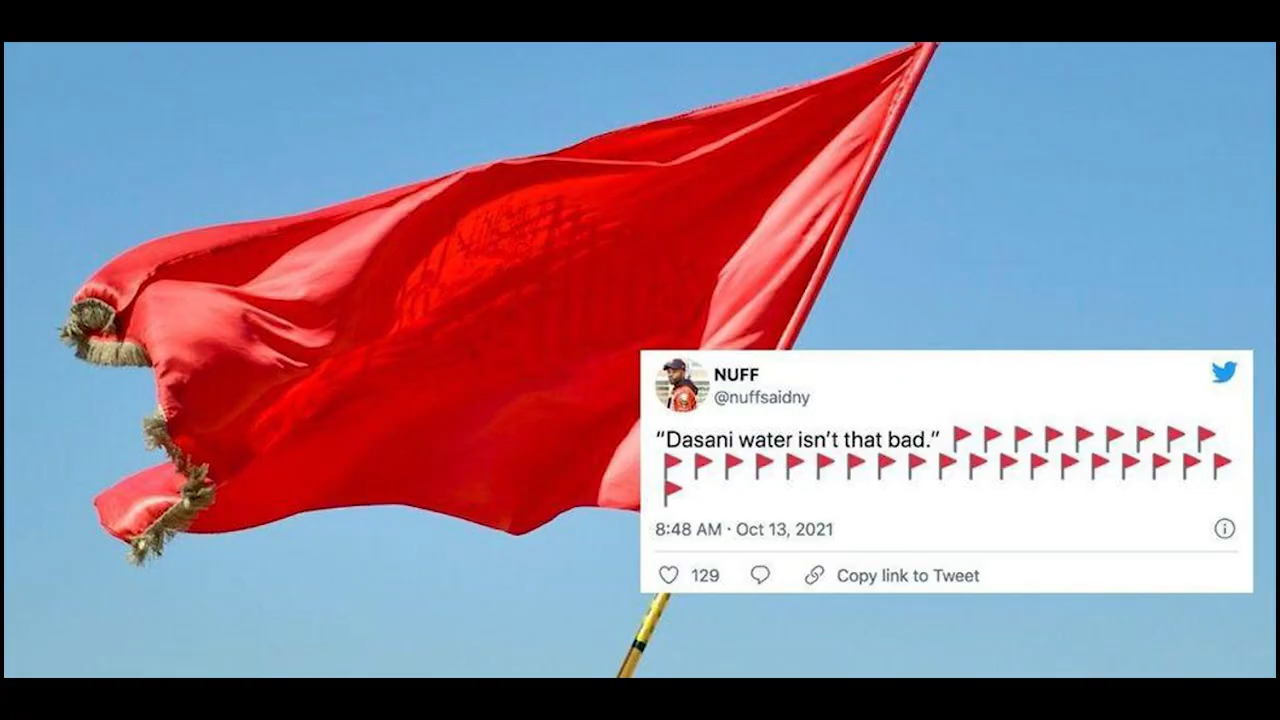 NUFF
@nuffsaidny
“Dasani water isn’t that bad.” 🚩🚩🚩🚩🚩🚩🚩🚩🚩
🚩🚩🚩🚩🚩🚩🚩🚩🚩🚩🚩🚩🚩🚩🚩🚩🚩🚩🚩
🚩
8:48 AM · Oct 13, 2021
129
Copy link to Tweet